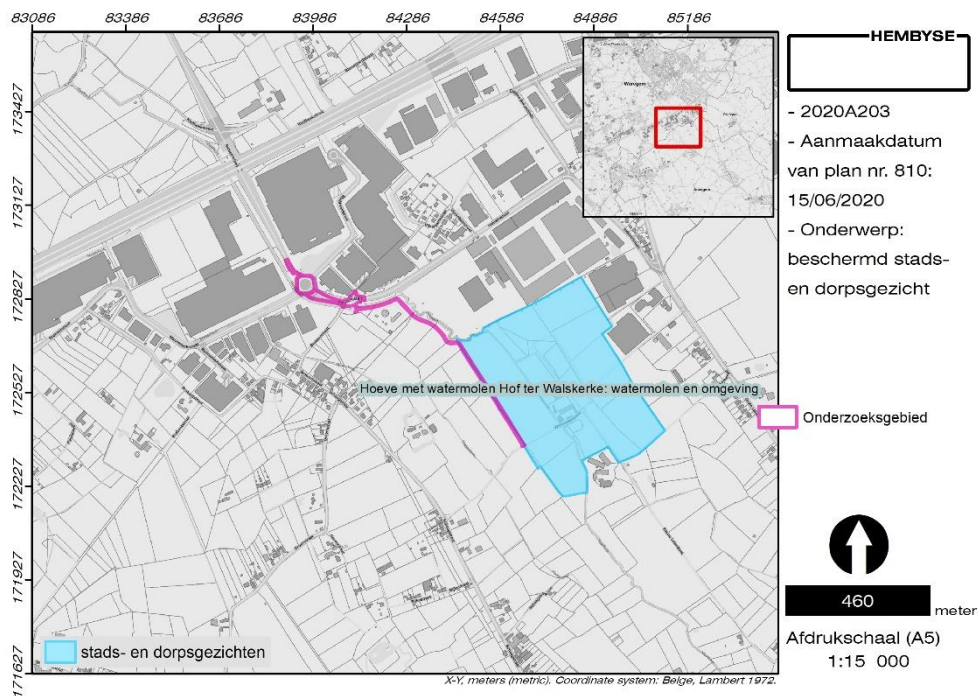 83086 83386 83686 83986 84286 84586 84886 85186
173427
173127
172827
172527
172227
171927
171627
HEMBYSE
- 2020A203
- Aanmaakdatum
van plan nr. 810:
15/06/2020
- Onderwerp:
beschermd stads-
en dorpsgezicht
Hoeve met watermolen Hof ter Walskerke: watermolen en omgeving
Onderzoeksgebied
460
meter
Afdrukschaal (A5)
1:15 000
stads- en dorpsgezichten
X-Y, meters (metric). Coordinate system: Belge, Lambert 1972.